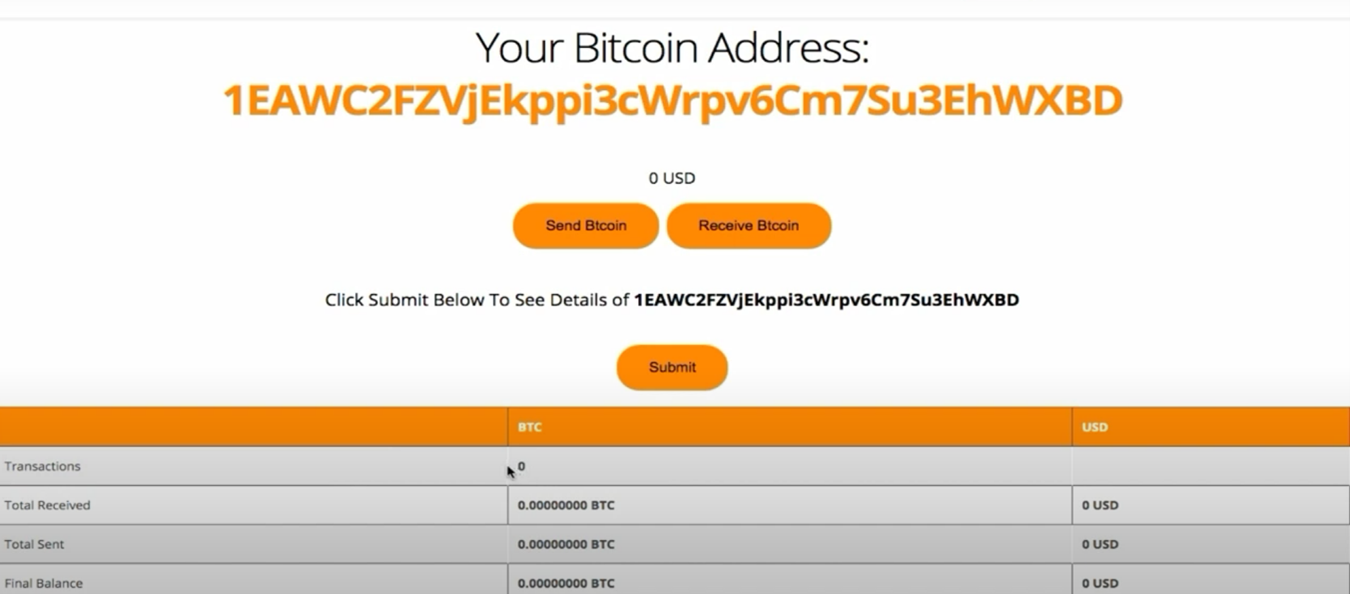 Your Bitcoin Address:
1EAWC2FZVjEkppi3cWrpv6Cm7Su3EhWXBD
0 USD
Send Btcoin Receive Btcoin
Click Submit Below To See Details of 1EAWC2FZVjEkppi3cWrpv6Cm7Su3EhWXBD
Submit
BTC USD
Transactions 0
Total Received 0.00000000 BTC 0 USD
Total Sent 0.00000000 BTC 0 USD
Final Balance 0.00000000 BTC 0 USD